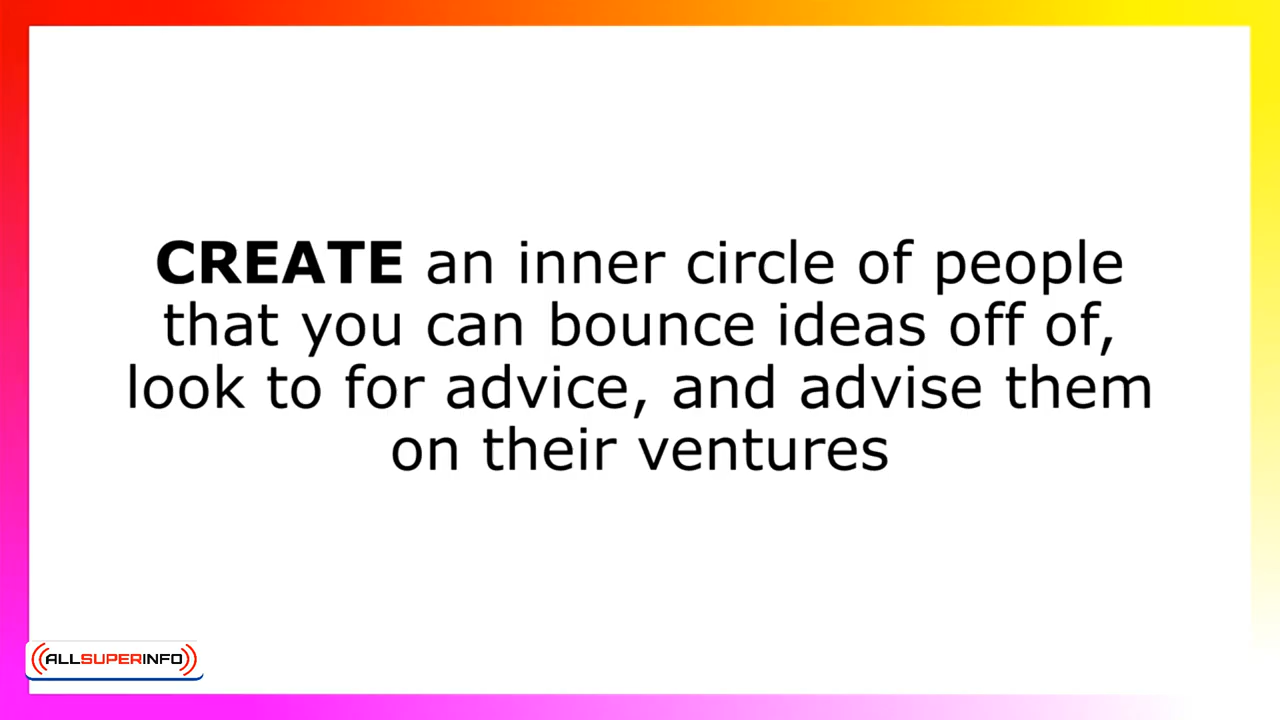 CREATE an inner circle of people
that you can bounce ideas off of,
look to for advice, and advise them
on their ventures
ALLSUPERINFO